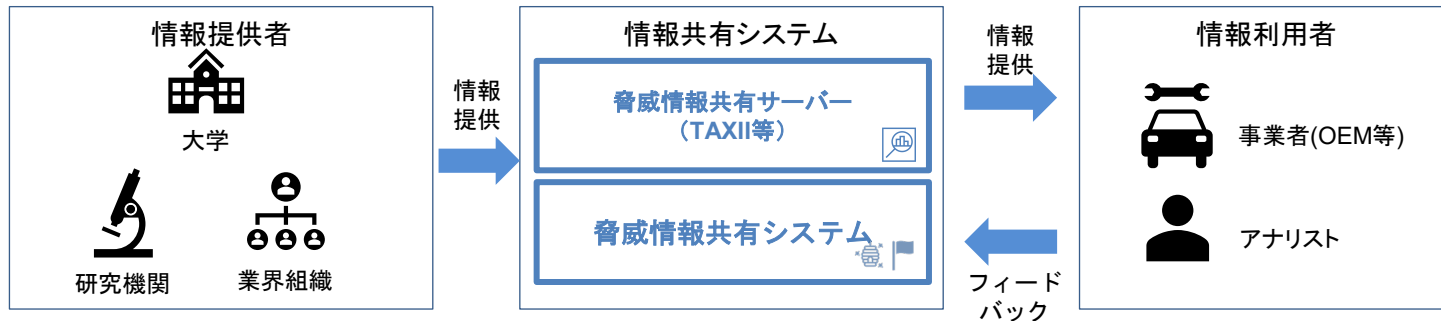 情報提供者
大学
研究機関
業界組織
情報
提供
情報共有システム
脅威情報共有サーバー
（TAXII等）
脅威情報共有システム
情報
提供
フィード
バック
情報利用者
事業者(OEM等)
アナリスト